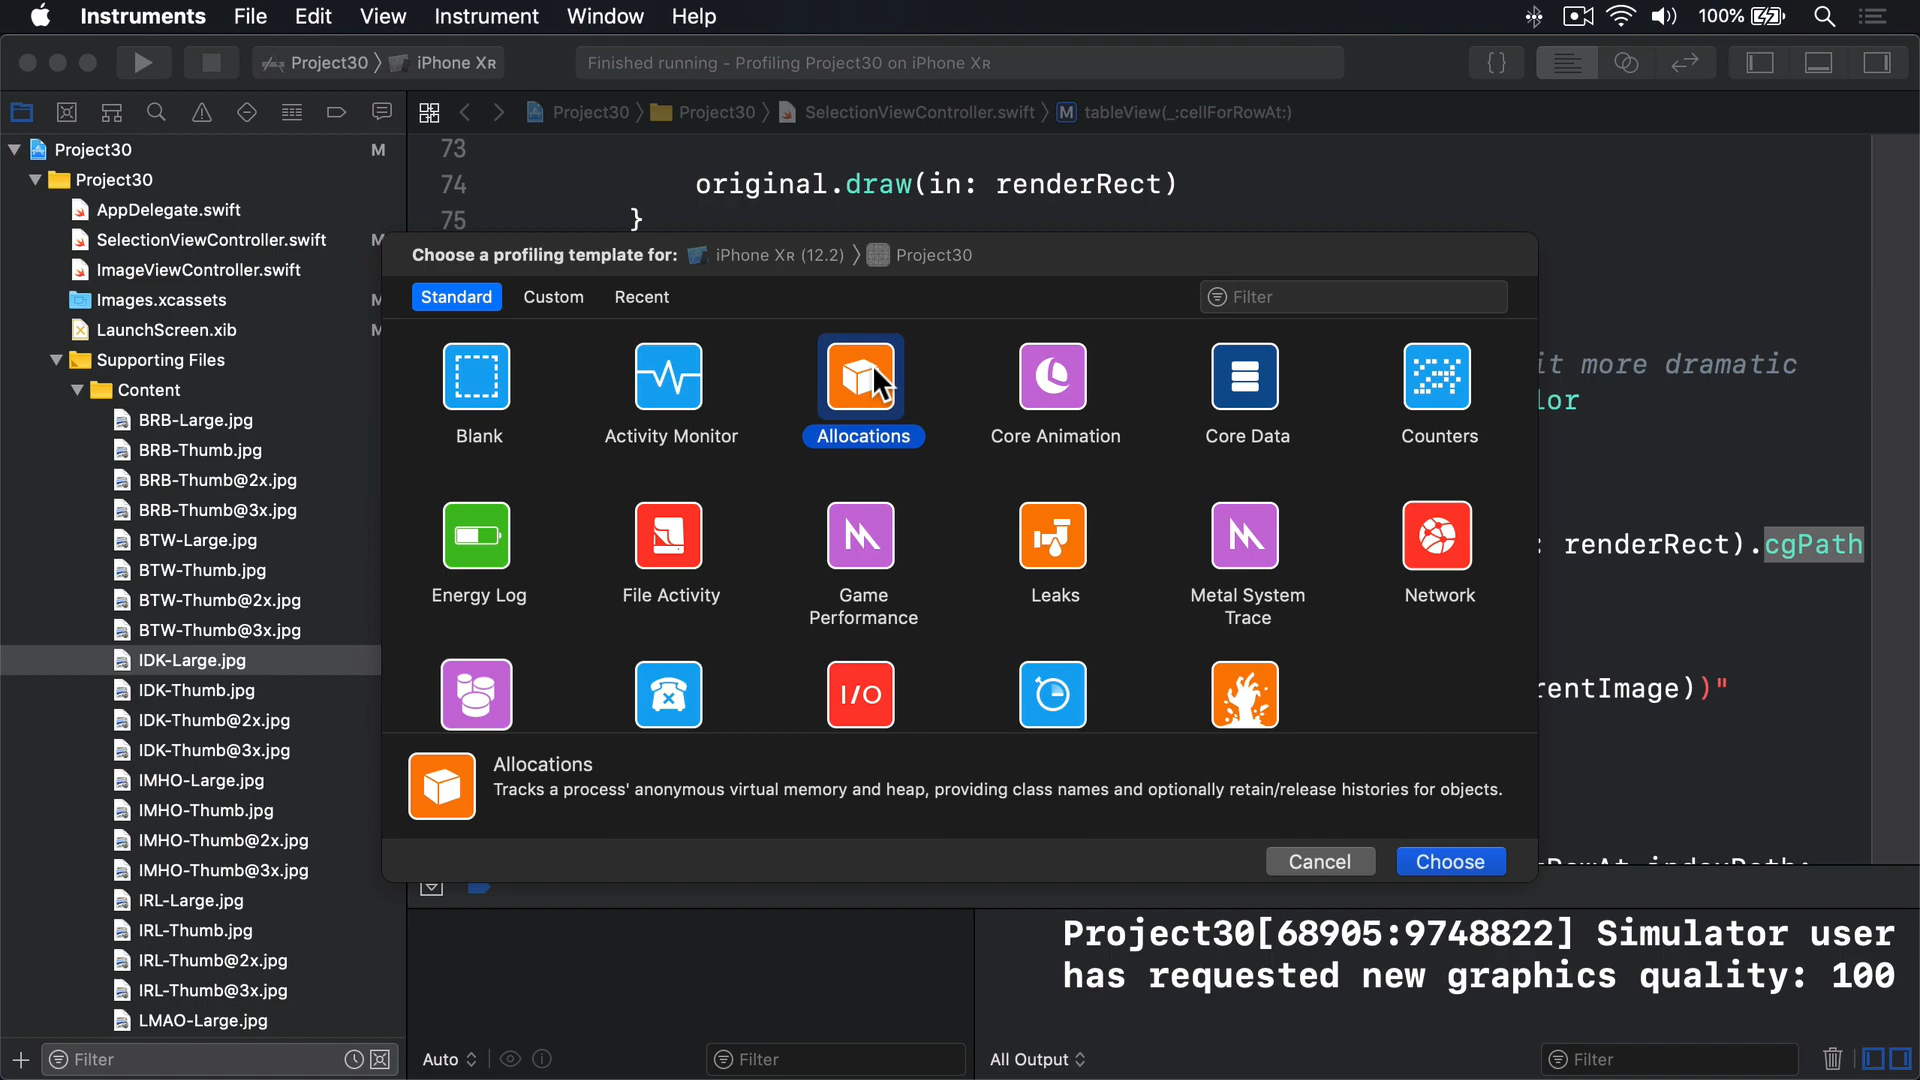 Instruments File Edit View Instrument Window Help 100%
Project30 iPhone XR Finished running - Profiling Project30 on iPhone XR {}
Project30 Project30 SelectionViewController.swift M tableView(_:cellForRowAt:)
Project30 M
Project30
AppDelegate.swift
SelectionViewController.swift M
ImageViewController.swift
Images.xcassets M
LaunchScreen.xib M
Supporting Files
Content
BRB-Large.jpg
BRB-Thumb.jpg
BRB-Thumb@2x.jpg
BRB-Thumb@3x.jpg
BTW-Large.jpg
BTW-Thumb.jpg
BTW-Thumb@2x.jpg
BTW-Thumb@3x.jpg
IDK-Large.jpg
IDK-Thumb.jpg
IDK-Thumb@2x.jpg
IDK-Thumb@3x.jpg
IMHO-Large.jpg
IMHO-Thumb.jpg
IMHO-Thumb@2x.jpg
IMHO-Thumb@3x.jpg
IRL-Large.jpg
IRL-Thumb.jpg
IRL-Thumb@2x.jpg
IRL-Thumb@3x.jpg
LMAO-Large.jpg
Filter
73
74 original.draw(in: renderRect)
75 }
Choose a profiling template for: iPhone XR (12.2) Project30
Standard Custom Recent Filter
Blank Activity Monitor Allocations Core Animation Core Data Counters
Energy Log File Activity Game Performance Leaks Metal System Trace Network
I/O
Allocations
Tracks a process' anonymous virtual memory and heap, providing class names and optionally retain/release histories for objects.
Cancel Choose
it more dramatic
lor
: renderRect).cgPath
rentImage))"
Project30[68905:9748822] Simulator user
has requested new graphics quality: 100
Auto Filter All Output Filter